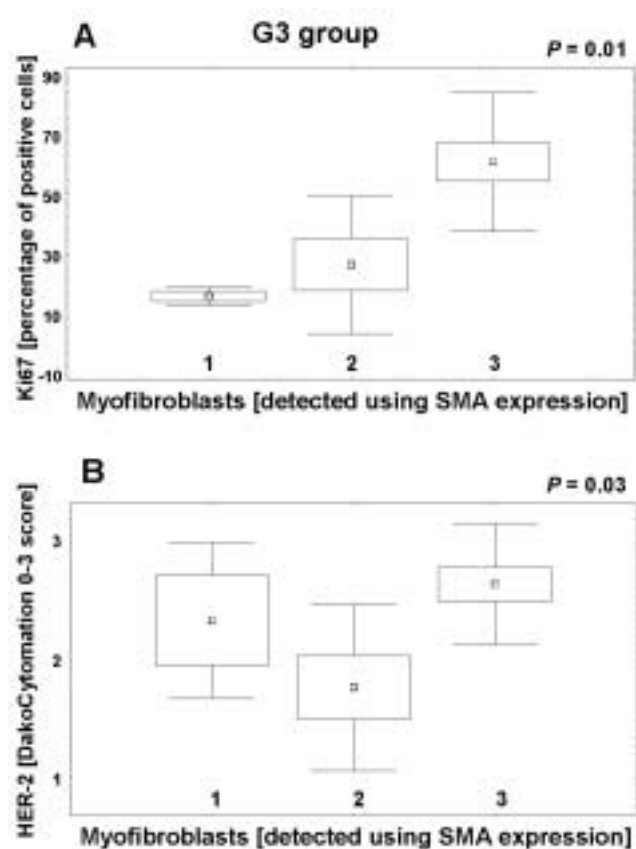 A
G3 group
P = 0.01
Ki67 [percentage of positive cells]
90
70
50
30
10
-10
1 2 3
Myofibroblasts [detected using SMA expression]
B
P = 0.03
HER-2 [DakoCytomation 0-3 score]
3
2
1
1 2 3
Myofibroblasts [detected using SMA expression]